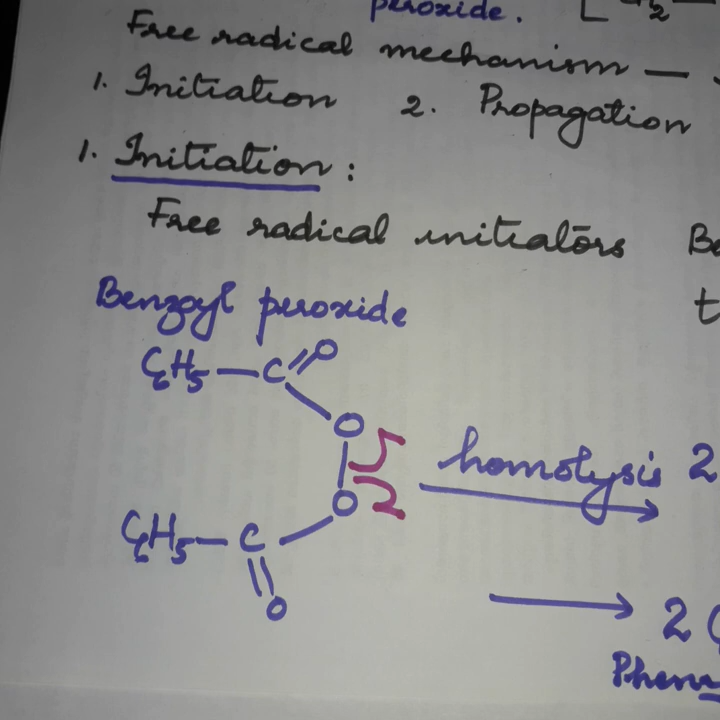 peroxide. [
Free radical mechanism —
1. Initiation 2. Propagation
1. Initiation :
Free radical initiators
Benzoyl peroxide
C6H5 — C = O
O
homolysis 2
O
C6H5 — C
O
2